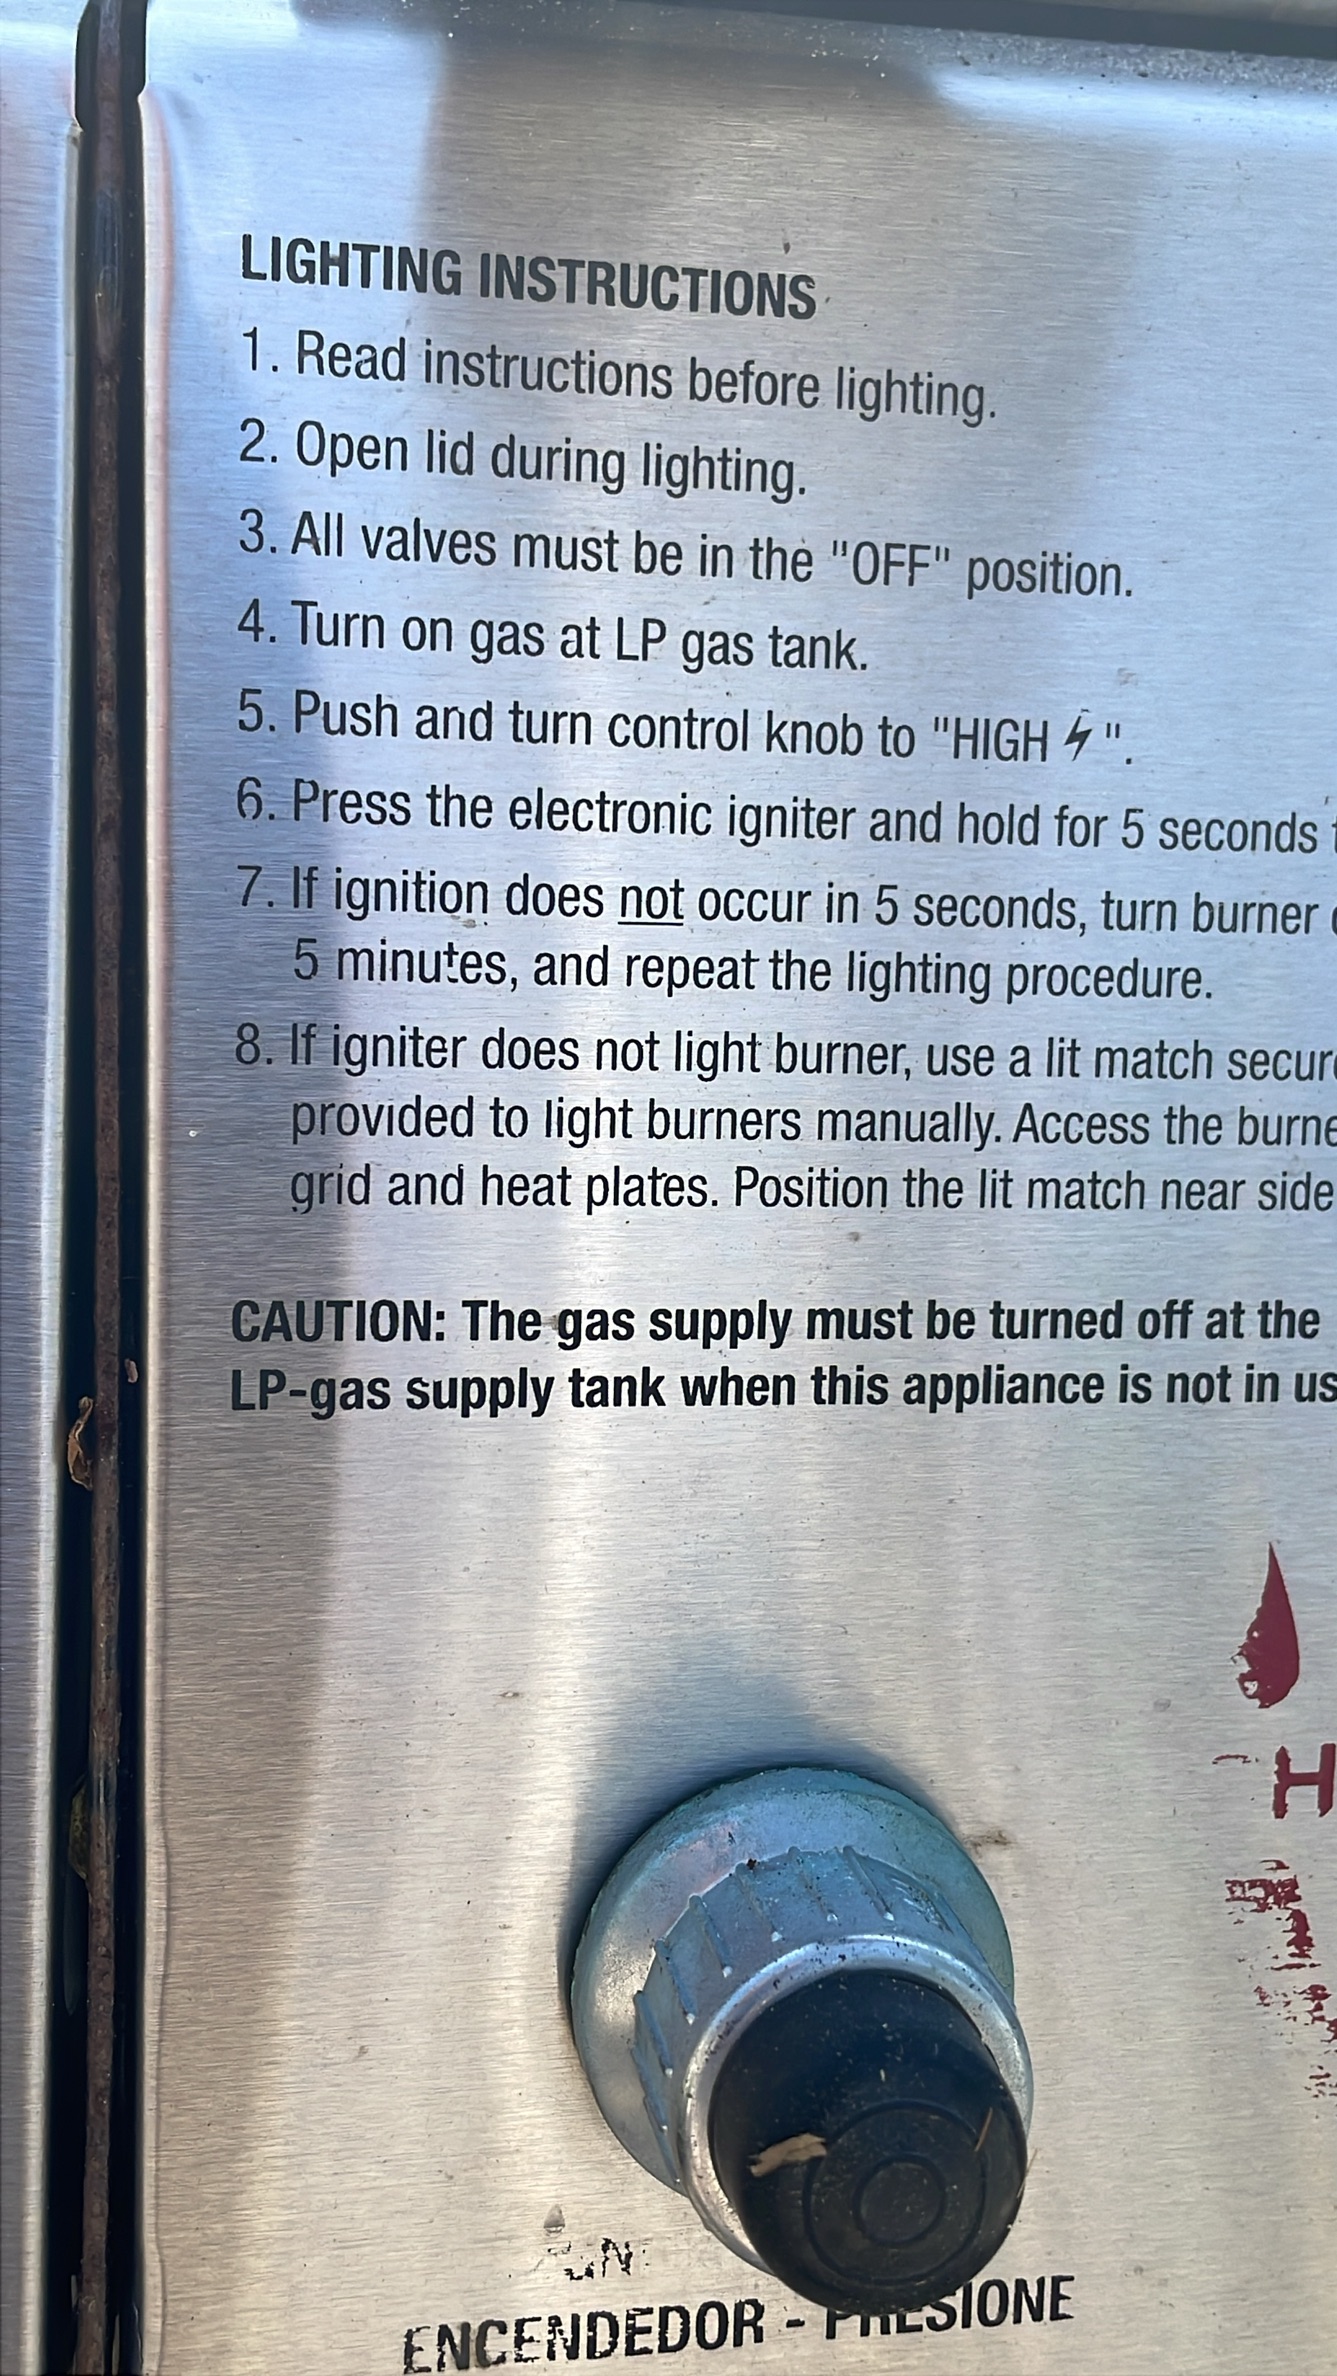 LIGHTING INSTRUCTIONS
1. Read instructions before lighting.
2. Open lid during lighting.
3. All valves must be in the "OFF" position.
4. Turn on gas at LP gas tank.
5. Push and turn control knob to "HIGH ⚡".
6. Press the electronic igniter and hold for 5 seconds
7. If ignition does not occur in 5 seconds, turn burner
5 minutes, and repeat the lighting procedure.
8. If igniter does not light burner, use a lit match secur
provided to light burners manually. Access the burne
grid and heat plates. Position the lit match near side
CAUTION: The gas supply must be turned off at the
LP-gas supply tank when this appliance is not in us
H
ENCENDEDOR - PRESIONE